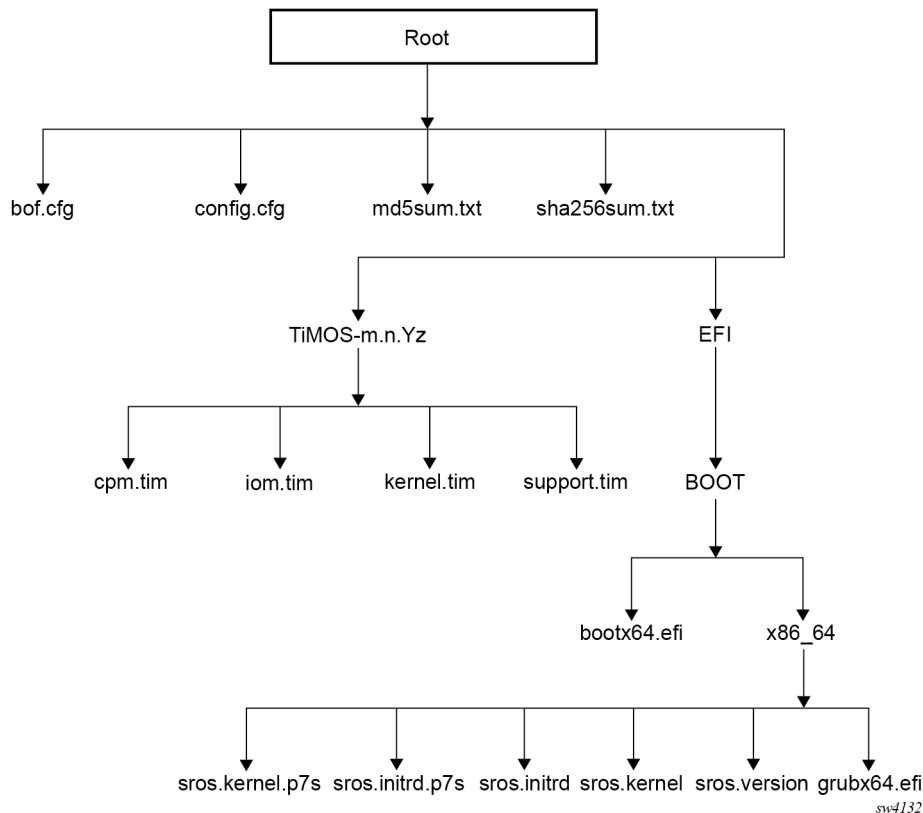 Root
bof.cfg config.cfg md5sum.txt sha256sum.txt
TiMOS-m.n.Yz EFI
cpm.tim iom.tim kernel.tim support.tim BOOT
bootx64.efi x86_64
sros.kernel.p7s sros.initrd.p7s sros.initrd sros.kernel sros.version grubx64.efi
sw4132